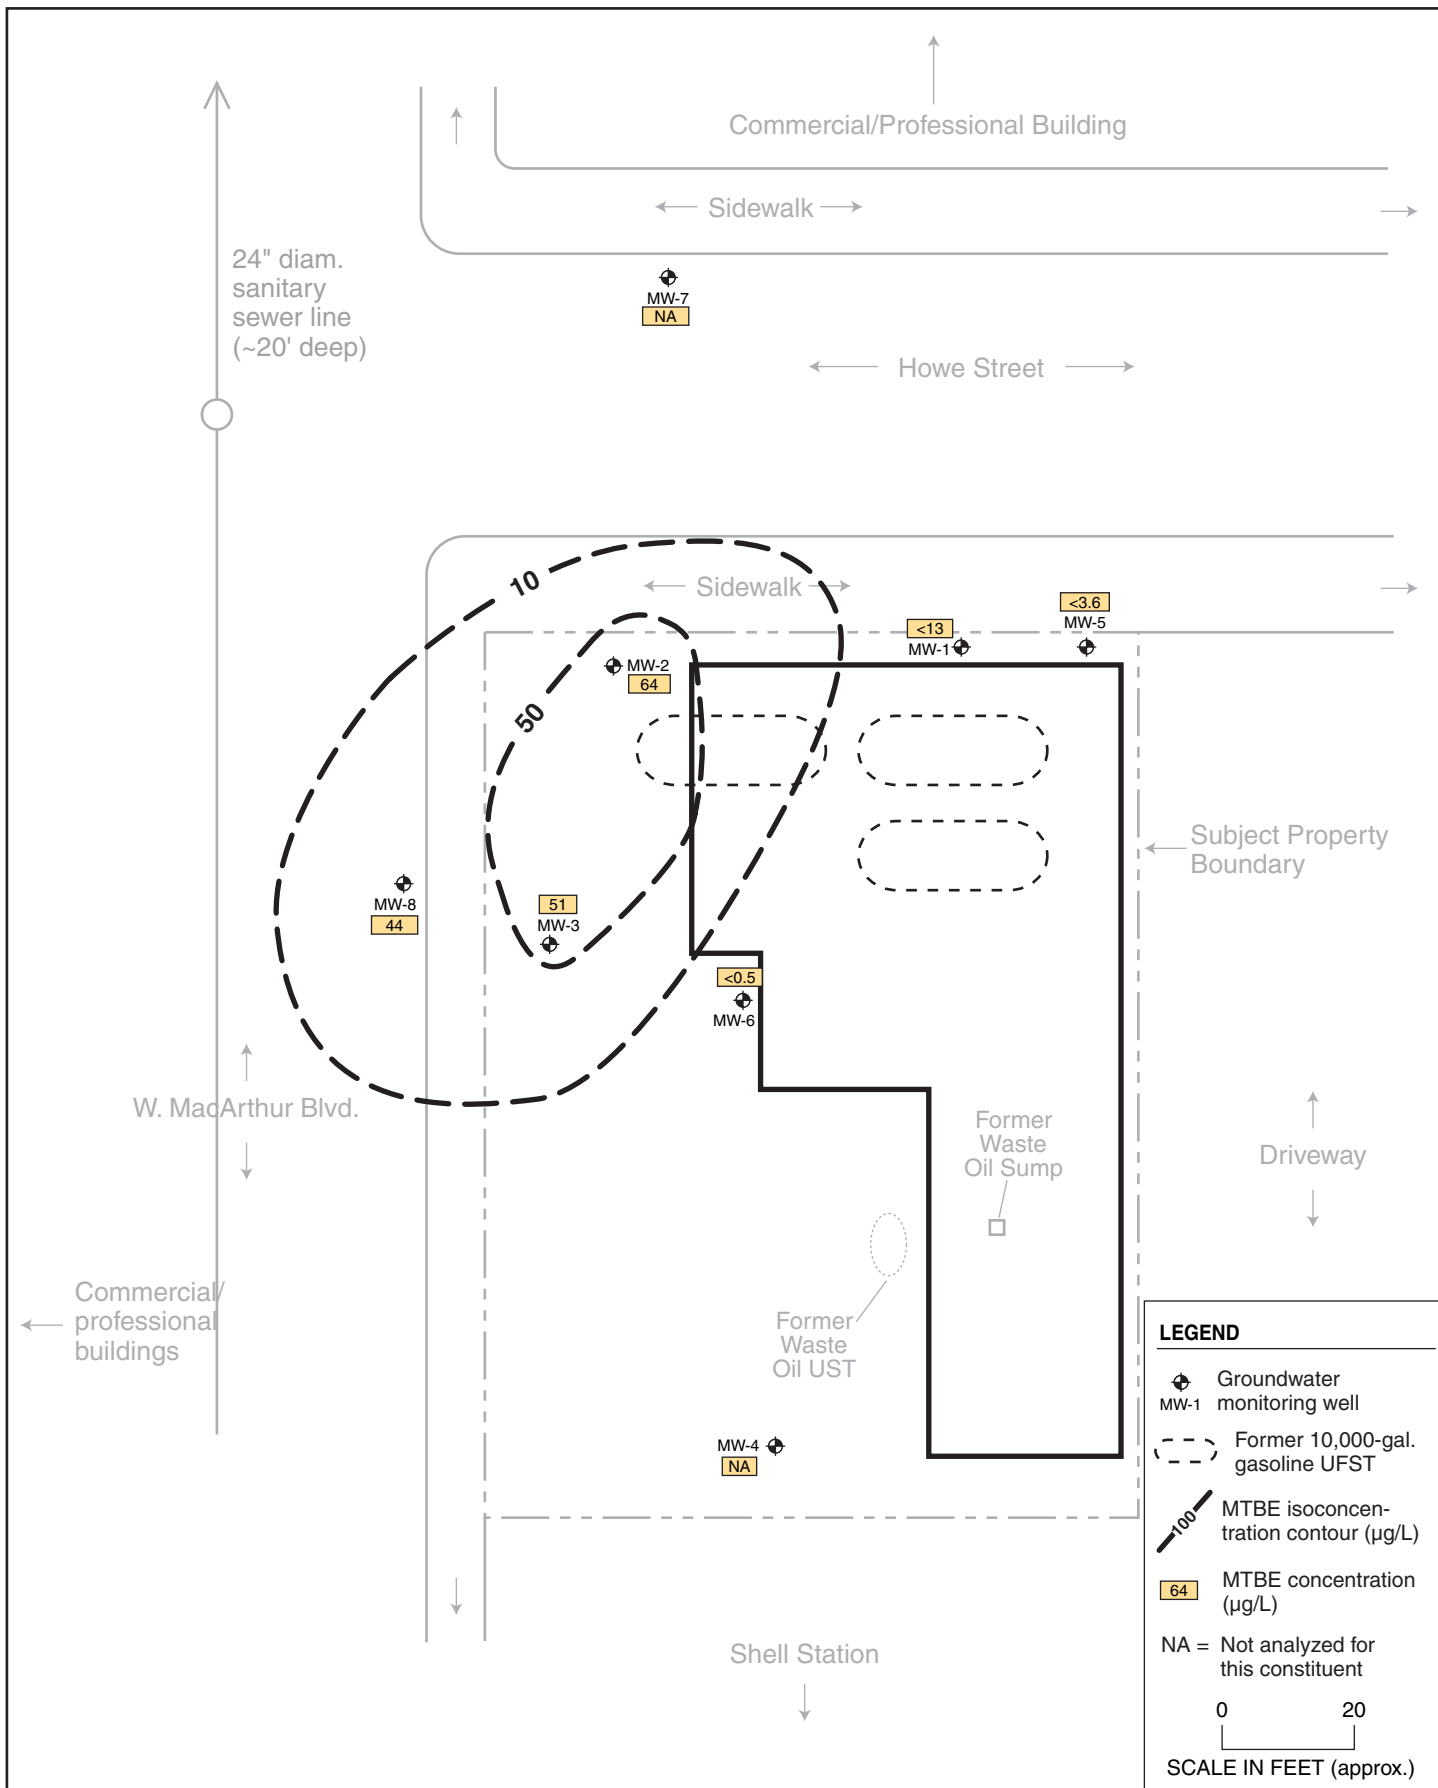 Commercial/Professional Building
Sidewalk
24" diam.
sanitary
sewer line
(~20' deep)
MW-7
NA
Howe Street
10
Sidewalk
<3.6
MW-5
<13
MW-1
MW-2
64
50
Subject Property
Boundary
MW-8
44
51
MW-3
<0.5
MW-6
W. MacArthur Blvd.
Former
Waste
Oil Sump
Driveway
Commercial/
professional
buildings
Former
Waste
Oil UST
MW-4
NA
Shell Station
LEGEND
MW-1
Groundwater
monitoring well
Former 10,000-gal.
gasoline UFST
100
MTBE isoconcen-
tration contour (µg/L)
64
MTBE concentration
(µg/L)
NA = Not analyzed for
this constituent
0 20
SCALE IN FEET (approx.)